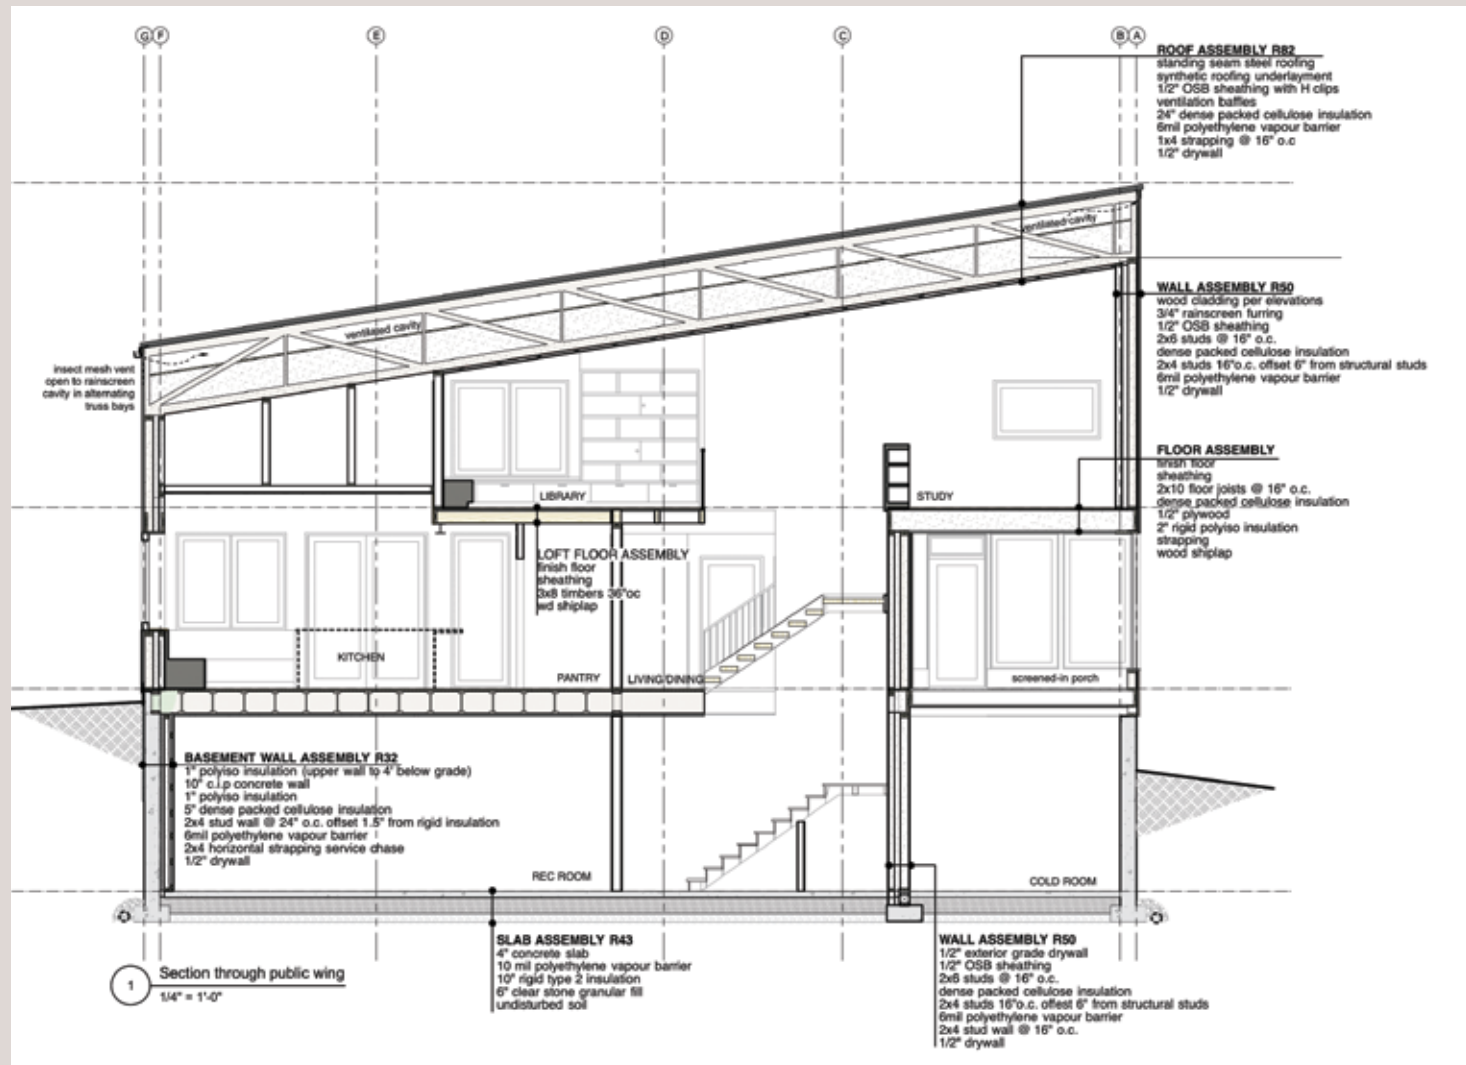 G F E D C B A
ROOF ASSEMBLY R82
standing seam steel roofing
synthetic roofing underlayment
1/2" OSB sheathing with H clips
ventilation baffles
24" dense packed cellulose insulation
6mil polyethylene vapour barrier
1x4 strapping @ 16" o.c
1/2" drywall
ventilated cavity
ventilated cavity
insect mesh vent
open to rainscreen
cavity in alternating
truss bays
WALL ASSEMBLY R50
wood cladding per elevations
3/4" rainscreen furring
1/2" OSB sheathing
2x6 studs @ 16" o.c.
dense packed cellulose insulation
2x4 studs 16"o.c. offset 6" from structural studs
6mil polyethylene vapour barrier
1/2" drywall
FLOOR ASSEMBLY
finish floor
sheathing
2x10 floor joists @ 16" o.c.
dense packed cellulose insulation
1/2" plywood
2" rigid polyiso insulation
strapping
wood shiplap
LIBRARY
STUDY
LOFT FLOOR ASSEMBLY
finish floor
sheathing
3x8 timbers 36"oc
wd shiplap
KITCHEN
PANTRY
LIVING/DINING
screened-in porch
BASEMENT WALL ASSEMBLY R32
1" polyiso insulation (upper wall to 4' below grade)
10" c.i.p concrete wall
1" polyiso insulation
5" dense packed cellulose insulation
2x4 stud wall @ 24" o.c. offset 1.5" from rigid insulation
6mil polyethylene vapour barrier
2x4 horizontal strapping service chase
1/2" drywall
REC ROOM
COLD ROOM
SLAB ASSEMBLY R43
4" concrete slab
10 mil polyethylene vapour barrier
10" rigid type 2 insulation
6" clear stone granular fill
undisturbed soil
WALL ASSEMBLY R50
1/2" exterior grade drywall
1/2" OSB sheathing
2x6 studs @ 16" o.c.
dense packed cellulose insulation
2x4 studs 16"o.c. offest 6" from structural studs
6mil polyethylene vapour barrier
2x4 stud wall @ 16" o.c.
1/2" drywall
1
Section through public wing
1/4" = 1'-0"